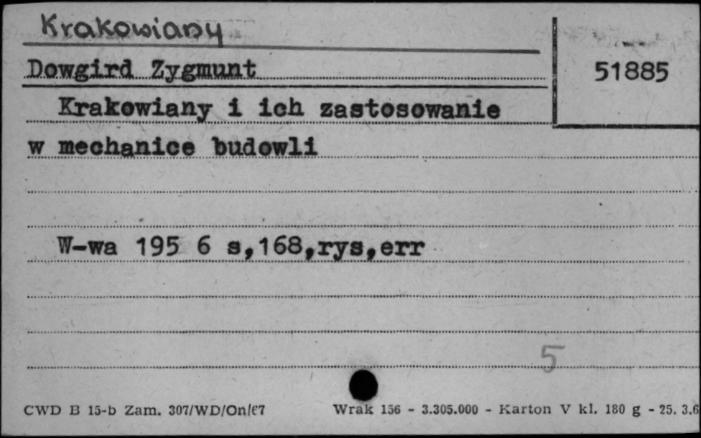 Krakowiany
Dowgird Zygmunt
51885
Krakowiany i ich zastosowanie
w mechanice budowli
W-wa 195 6 s,168,rys,err
5
CWD B 15-b Zam. 307/WD/On/67 Wrak 156 - 3.305.000 - Karton V kl. 180 g - 25. 3.6